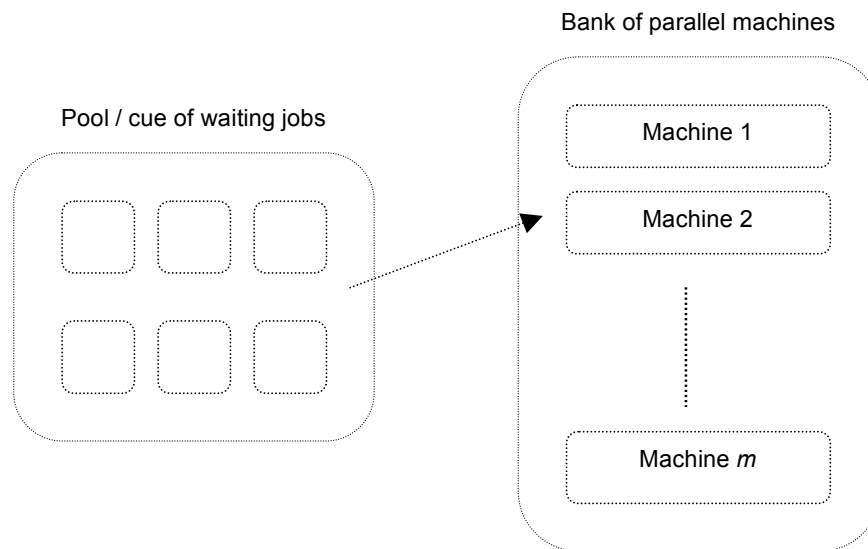 Bank of parallel machines
Pool / cue of waiting jobs
Machine 1
Machine 2
Machine m